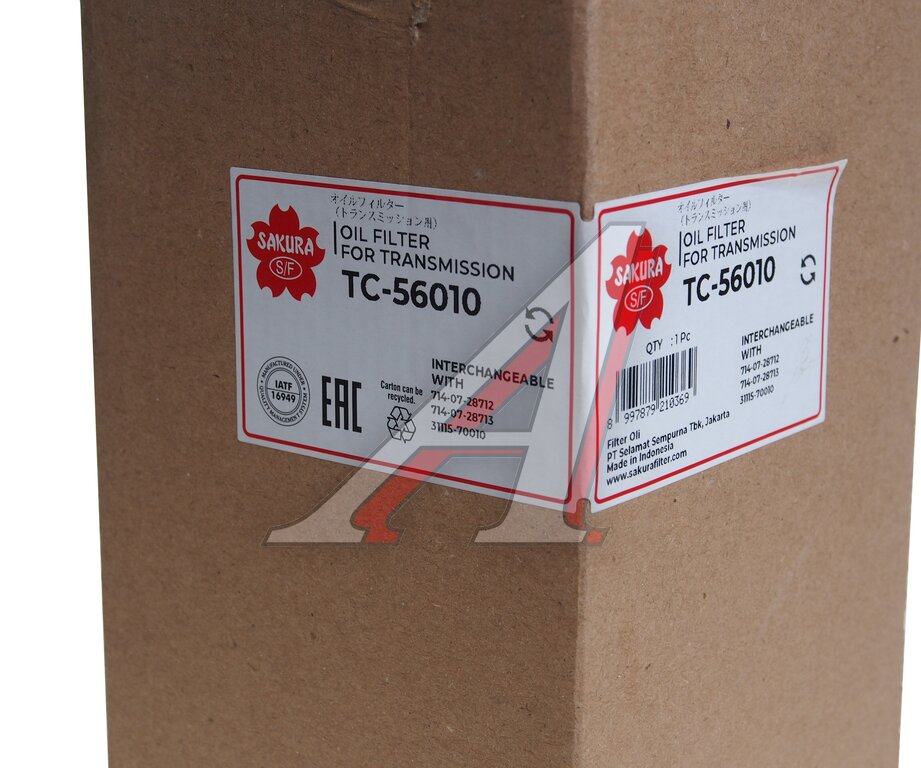 オイルフィルター
(トランスミッション用)
SAKURA
S/F
OIL FILTER
FOR TRANSMISSION
TC-56010
MANUFACTURED UNDER
IATF
16949
QUALITY MANAGEMENT SYSTEM
EAC
Carton can be
recycled.
INTERCHANGEABLE
WITH
714-07-28712
714-07-28713
31115-70010
オイルフィルター
(トランスミッション用)
SAKURA
S/F
OIL FILTER
FOR TRANSMISSION
TC-56010
QTY : 1 Pc
8 997879 210369
INTERCHANGEABLE
WITH
714-07-28712
714-07-28713
31115-70010
Filter Oli
PT Selamat Sempurna Tbk, Jakarta
Made in Indonesia
www.sakurafilter.com